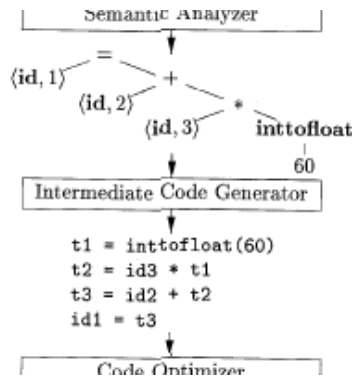 Semantic Analyzer
=
⟨id, 1⟩ +
⟨id, 2⟩ *
⟨id, 3⟩ inttofloat
60
Intermediate Code Generator
t1 = inttofloat(60)
t2 = id3 * t1
t3 = id2 + t2
id1 = t3
Code Optimizer